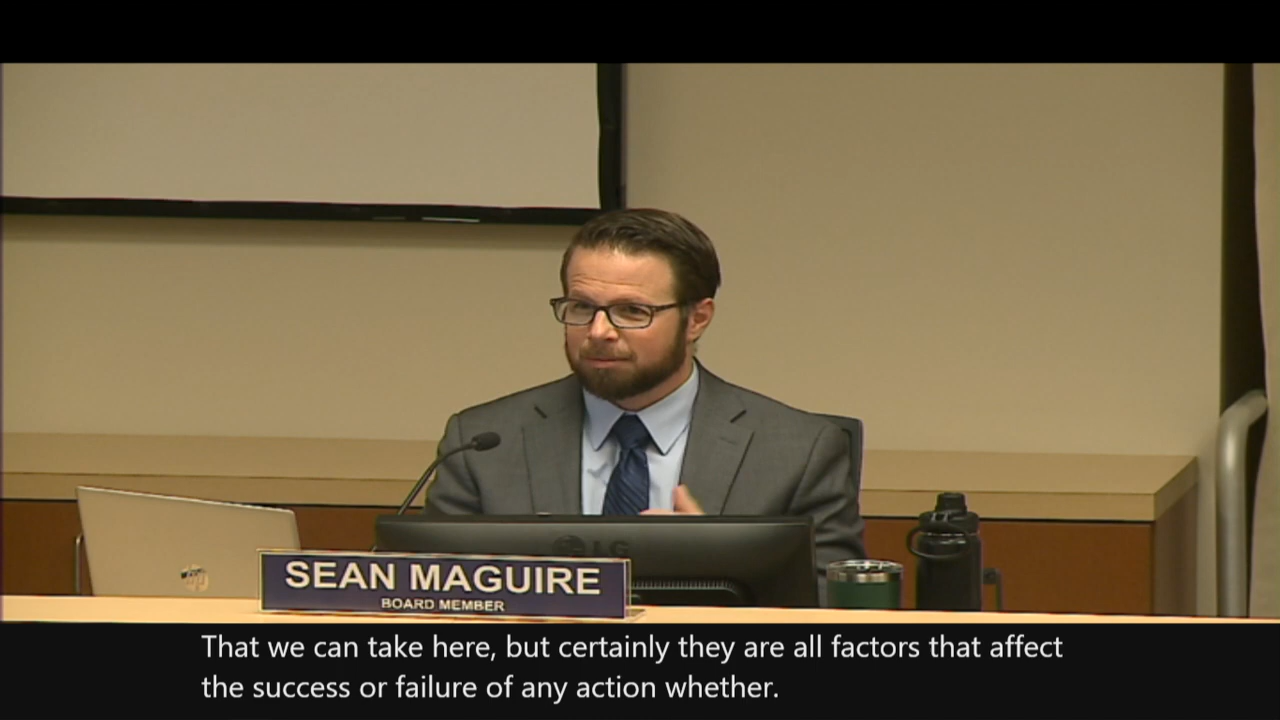 LG
hp
SEAN MAGUIRE
BOARD MEMBER
That we can take here, but certainly they are all factors that affect
the success or failure of any action whether.